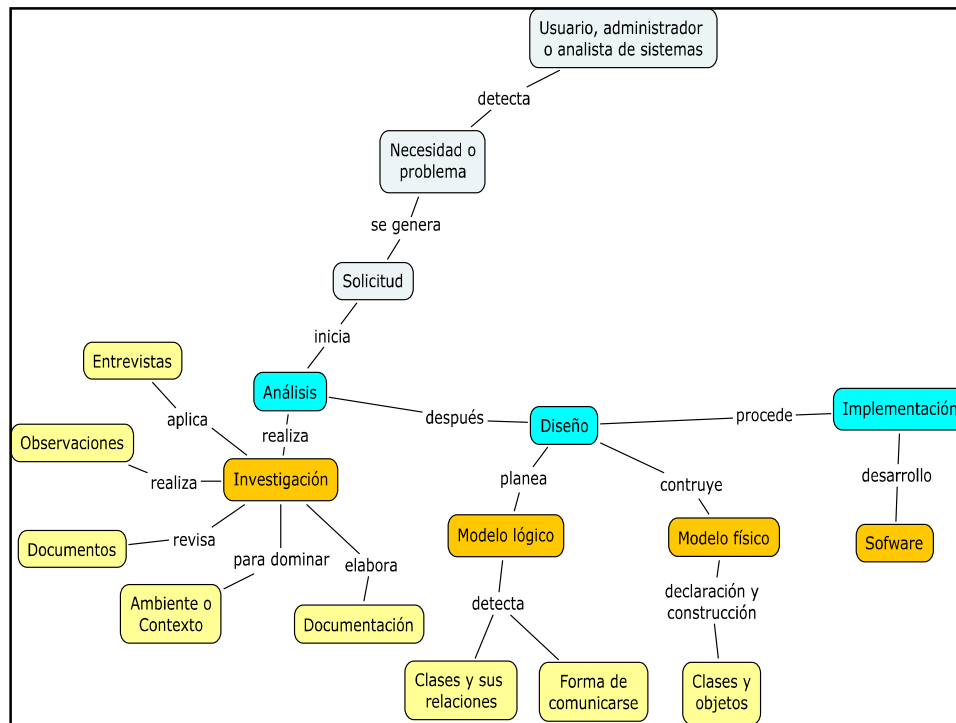 Usuario, administrador
o analista de sistemas
detecta
Necesidad o
problema
se genera
Solicitud
inicia
Entrevistas
Análisis
Implementación
aplica
después
procede
Diseño
realiza
Observaciones
realiza
Investigación
planea
contruye
desarrollo
Documentos
revisa
Modelo lógico
Modelo físico
Sofware
para dominar
elabora
Ambiente o
Contexto
Documentación
detecta
declaración y
construcción
Clases y sus
relaciones
Forma de
comunicarse
Clases y
objetos